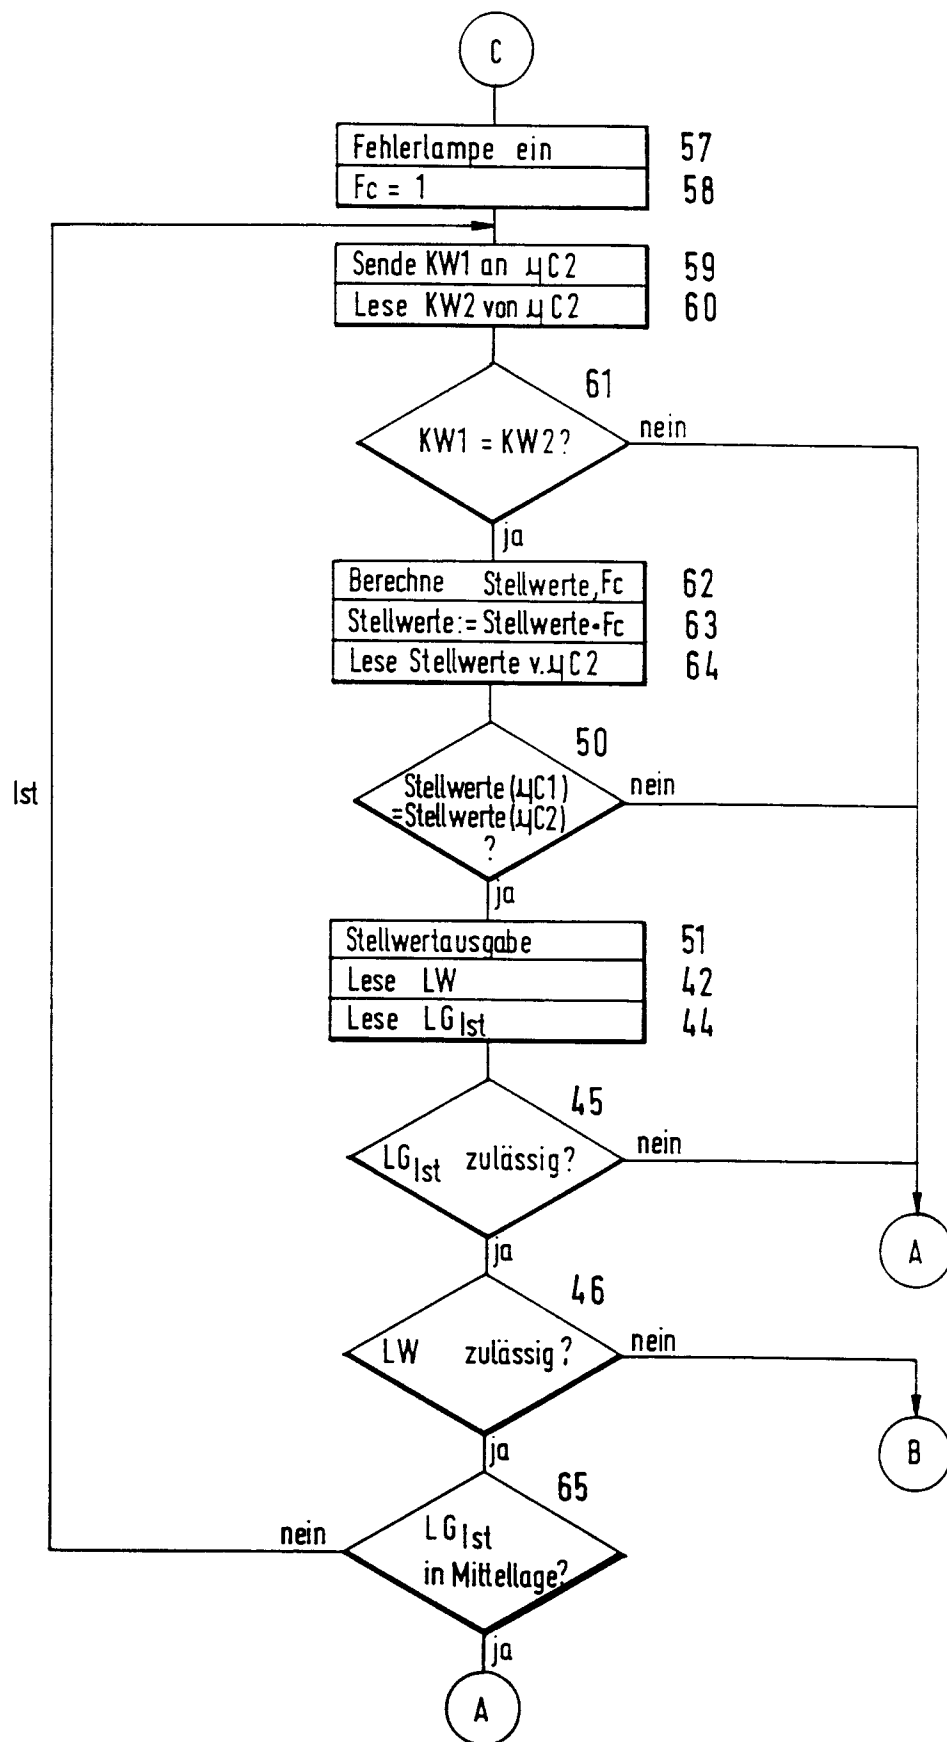 C
Fehlerlampe ein 57
Fc = 1 58
Sende KW1 an µC2 59
Lese KW2 von µC2 60
61
KW1 = KW2?
nein
ja
Berechne Stellwerte, Fc 62
Stellwerte:= Stellwerte•Fc 63
Lese Stellwerte v. µC2 64
50
Stellwerte (µC1)
=Stellwerte (µC2)
?
nein
Ist
ja
Stellwertausgabe 51
Lese LW 42
Lese LG Ist 44
45
LG Ist zulässig?
nein
A
ja
46
LW zulässig?
nein
B
ja
65
nein
LG Ist
in Mittellage?
ja
A